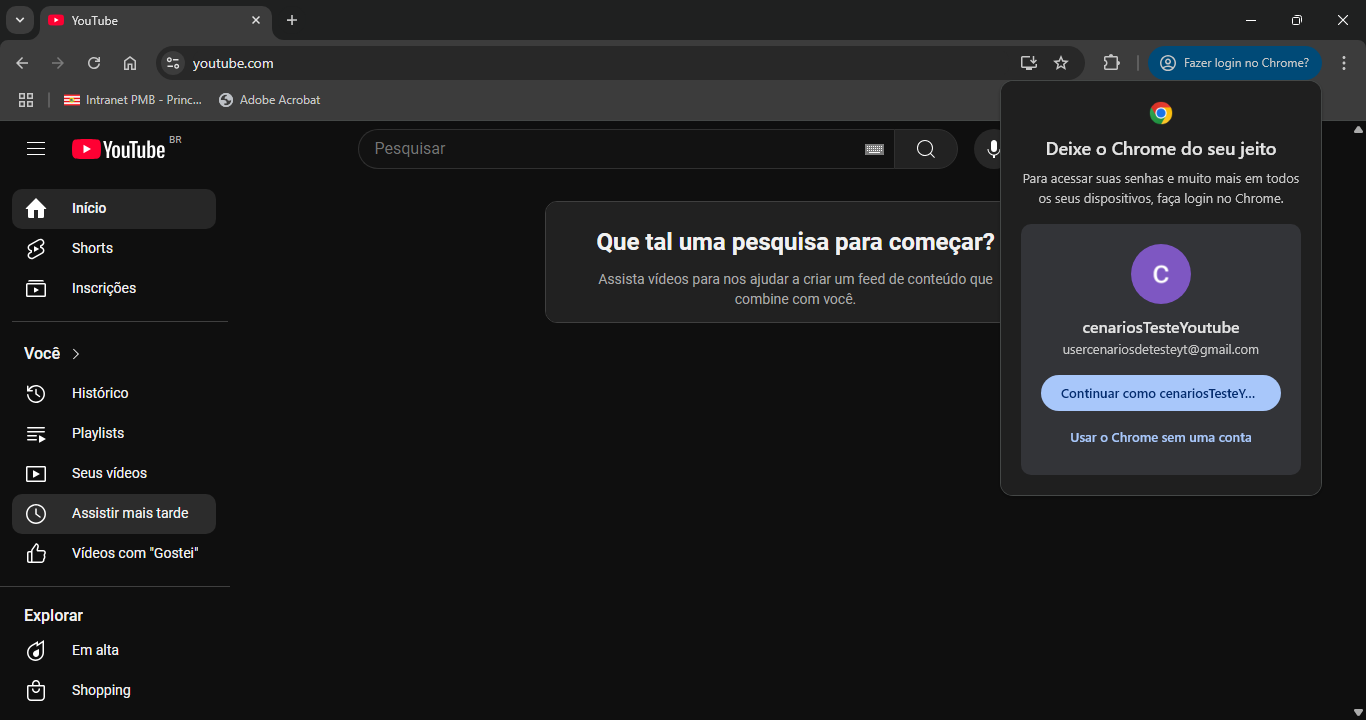 YouTube
youtube.com
Fazer login no Chrome?
Intranet PMB - Princ...
Adobe Acrobat
YouTube BR
Pesquisar
Início
Shorts
Inscrições
Você
Histórico
Playlists
Seus vídeos
Assistir mais tarde
Vídeos com "Gostei"
Explorar
Em alta
Shopping
Que tal uma pesquisa para começar?
Assista vídeos para nos ajudar a criar um feed de conteúdo que
combine com você.
Deixe o Chrome do seu jeito
Para acessar suas senhas e muito mais em todos
os seus dispositivos, faça login no Chrome.
C
cenariosTesteYoutube
usercenariosdetesteyt@gmail.com
Continuar como cenariosTesteY...
Usar o Chrome sem uma conta